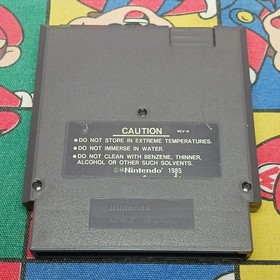 CAUTION
REV-A
•DO NOT STORE IN EXTREME TEMPERATURES.
•DO NOT IMMERSE IN WATER.
•DO NOT CLEAN WITH BENZENE, THINNER,
ALCOHOL OR OTHER SUCH SOLVENTS.
©™Nintendo® 1985
Nintendo